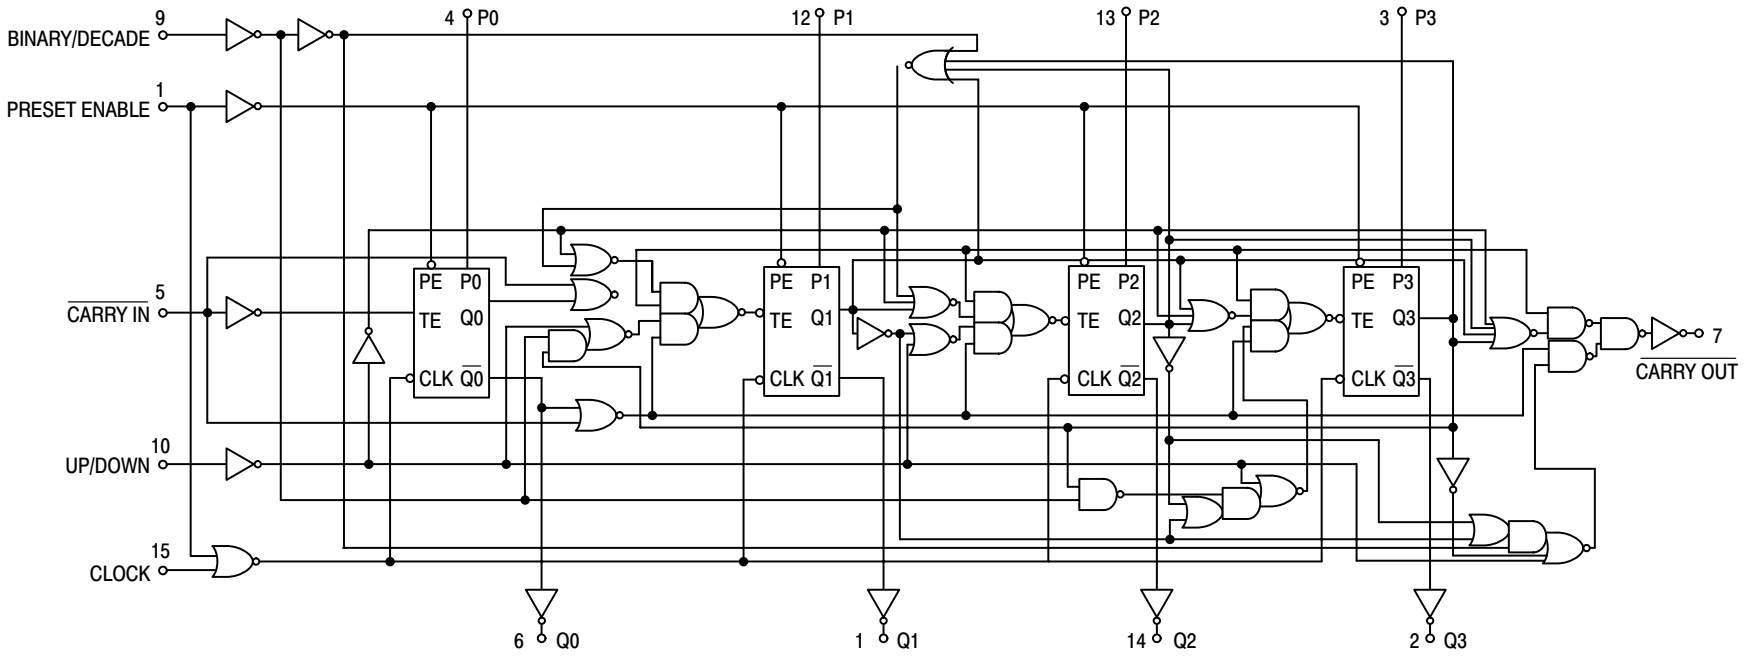 9
BINARY/DECADE
4 P0
12 P1
13 P2
3 P3
1
PRESET ENABLE
5
CARRY IN
PE P0
TE Q0
CLK Q0
PE P1
TE Q1
CLK Q1
PE P2
TE Q2
CLK Q2
PE P3
TE Q3
CLK Q3
7
CARRY OUT
10
UP/DOWN
15
CLOCK
6 Q0
1 Q1
14 Q2
2 Q3